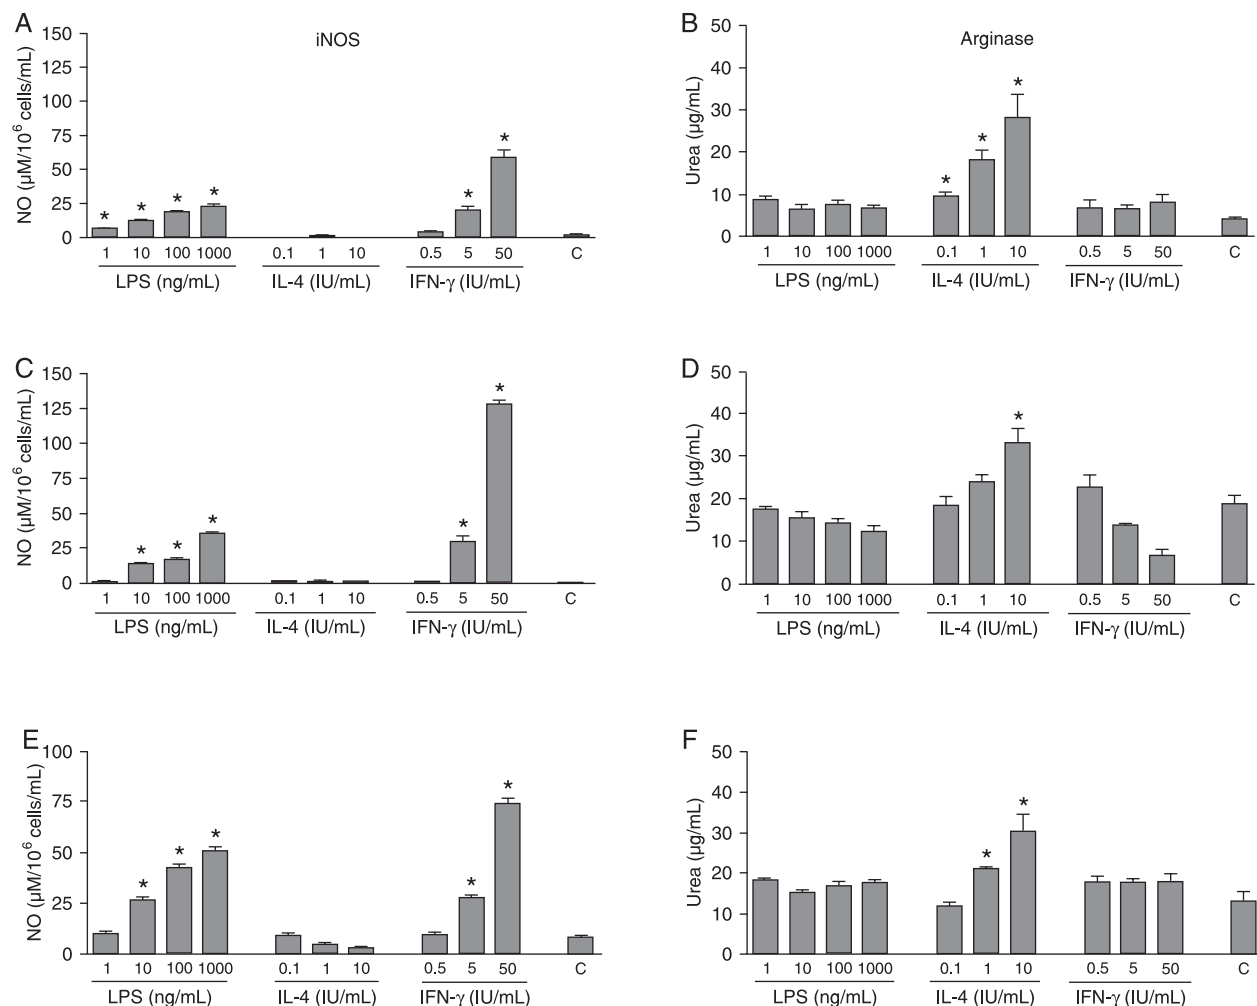 A
iNOS
NO (µM/10⁶ cells/mL)
150
125
100
75
50
25
0
* * * * * *
1 10 100 1000 0.1 1 10 0.5 5 50 C
LPS (ng/mL) IL-4 (IU/mL) IFN-γ (IU/mL)
B
Arginase
Urea (µg/mL)
50
40
30
20
10
0
* * *
1 10 100 1000 0.1 1 10 0.5 5 50 C
LPS (ng/mL) IL-4 (IU/mL) IFN-γ (IU/mL)
C
NO (µM/10⁶ cells/mL)
150
125
100
75
50
25
0
* * * * *
1 10 100 1000 0.1 1 10 0.5 5 50 C
LPS (ng/mL) IL-4 (IU/mL) IFN-γ (IU/mL)
D
Urea (µg/mL)
50
40
30
20
10
0
*
1 10 100 1000 0.1 1 10 0.5 5 50 C
LPS (ng/mL) IL-4 (IU/mL) IFN-γ (IU/mL)
E
NO (µM/10⁶ cells/mL)
100
75
50
25
0
* * * * *
1 10 100 1000 0.1 1 10 0.5 5 50 C
LPS (ng/mL) IL-4 (IU/mL) IFN-γ (IU/mL)
F
Urea (µg/mL)
50
40
30
20
10
0
* *
1 10 100 1000 0.1 1 10 0.5 5 50 C
LPS (ng/mL) IL-4 (IU/mL) IFN-γ (IU/mL)